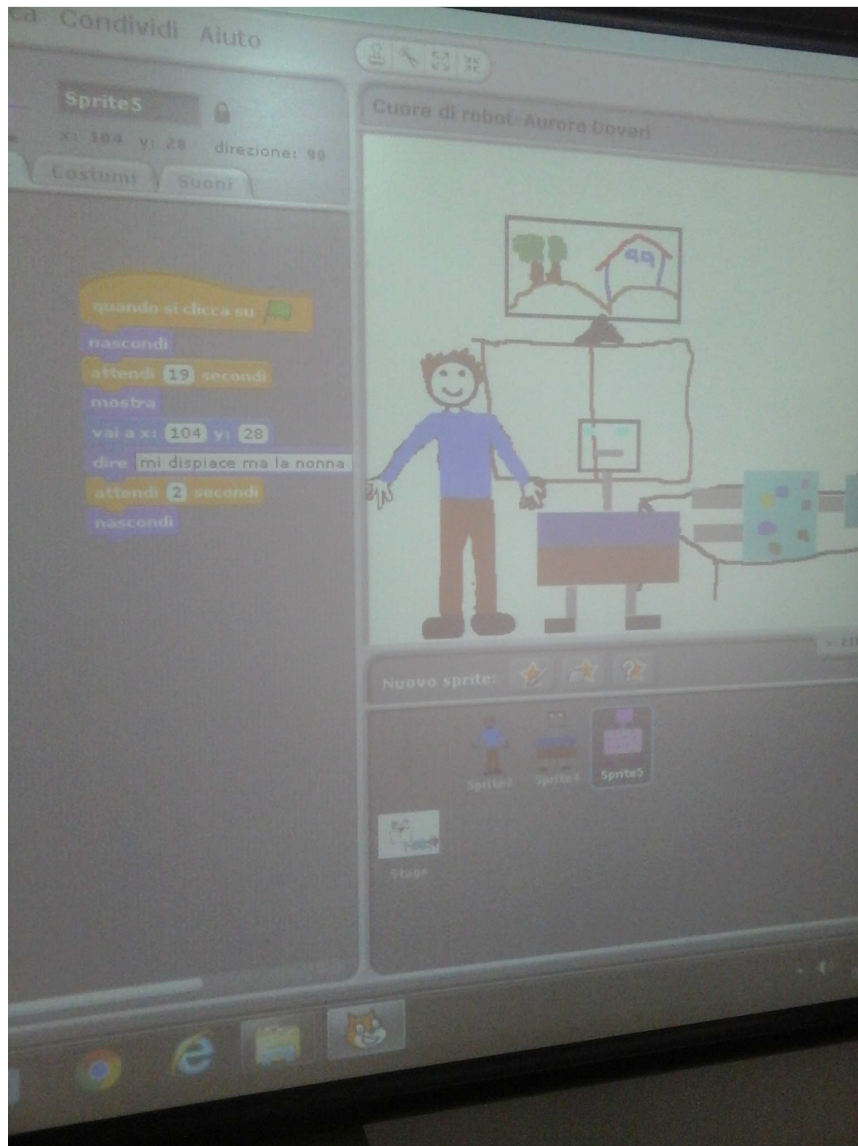 Condividi Aiuto
Sprite5
x: 104 y: 28 direzione: 90
Costumi Suoni
quando si clicca su
nascondi
attendi 19 secondi
mostra
vai a x: 104 y: 28
dire mi dispiace ma la nonna
attendi 2 secondi
nascondi
Cuore di robot Aurora Doveri
Nuovo sprite:
Sprite4
Sprite5
Stage